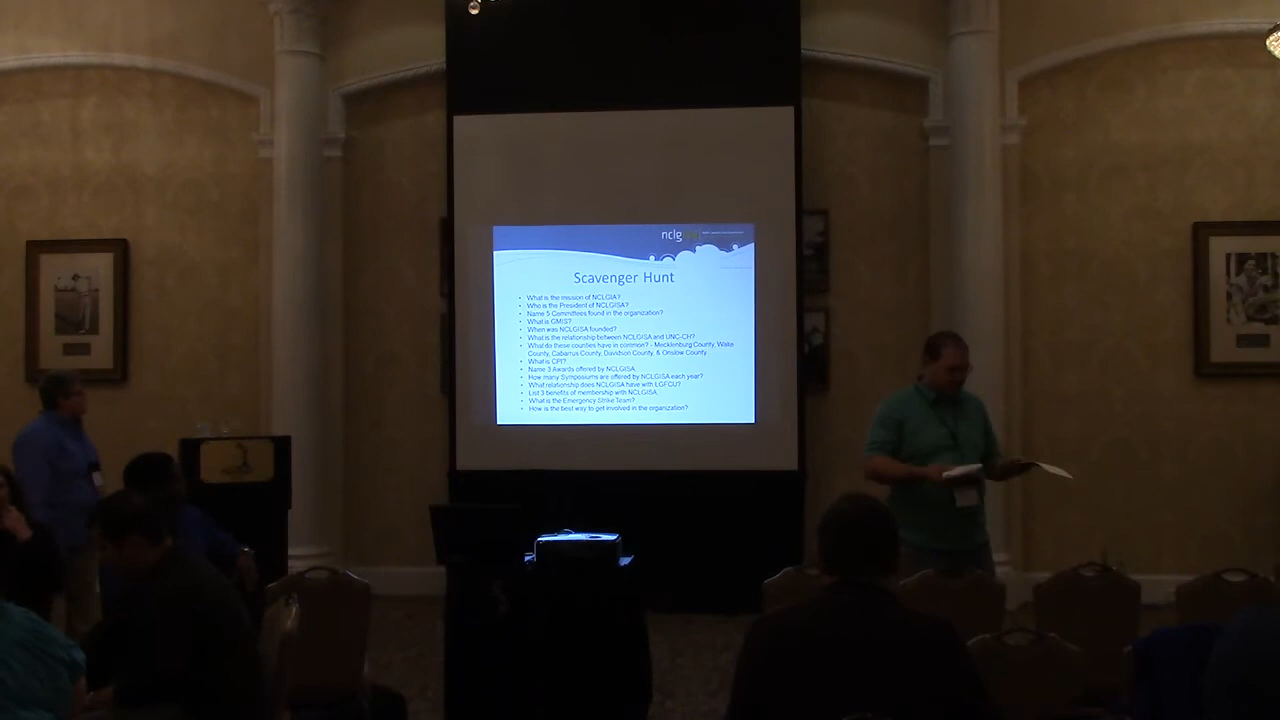 nclg
Scavenger Hunt
• What is the mission of NCLGIA?
• Who is the President of NCLGISA?
• Name 5 Committees found in the organization?
• What is GMIS?
• When was NCLGISA founded?
• What is the relationship between NCLGISA and UNC-CH?
• What do these counties have in common? - Mecklenburg County, Wake
County, Cabarrus County, Davidson County, & Onslow County
• What is CPI?
• Name 3 Awards offered by NCLGISA.
• How many Symposiums are offered by NCLGISA each year?
• What relationship does NCLGISA have with LGFCU?
• List 3 benefits of membership with NCLGISA
• What is the Emergency Strike Team?
• How is the best way to get involved in the organization?